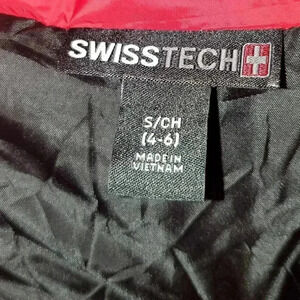 SWISSTECH
S/CH
(4-6)
MADE IN
VIETNAM